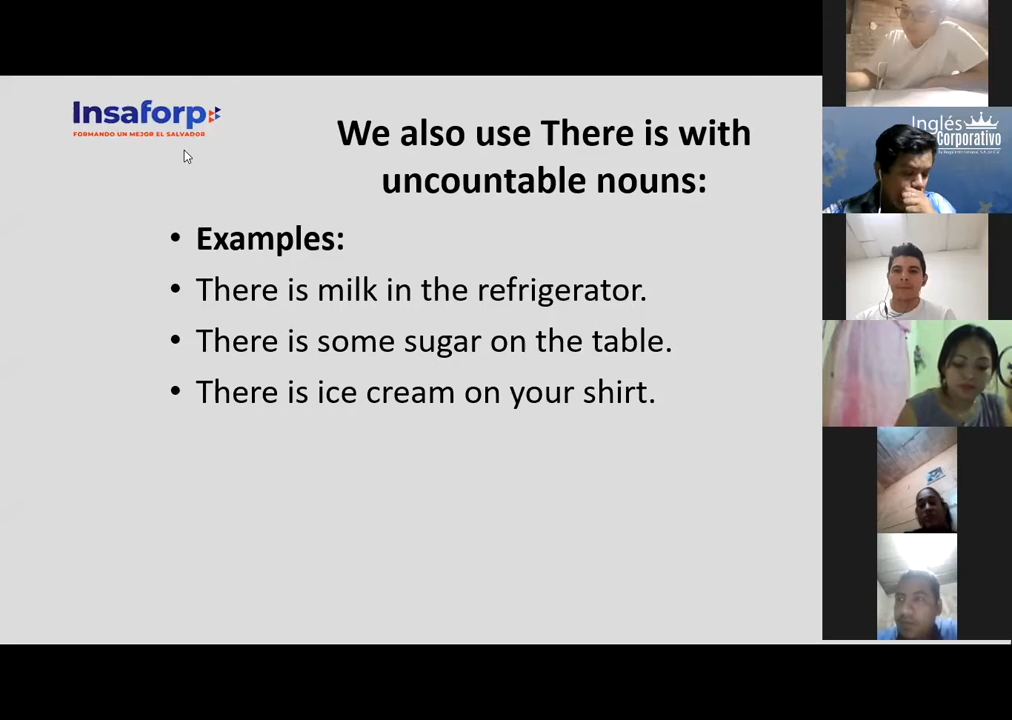 Insaforp
FORMANDO UN MEJOR EL SALVADOR
We also use There is with
uncountable nouns:
• Examples:
• There is milk in the refrigerator.
• There is some sugar on the table.
• There is ice cream on your shirt.
Inglés
Corporativo